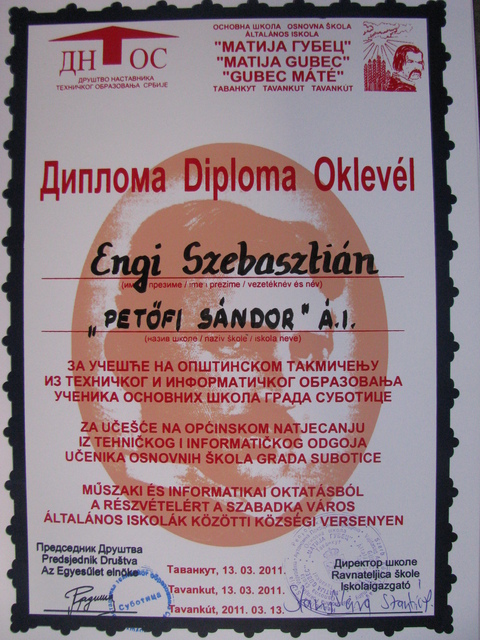 ДНТОС
ДРУШТВО НАСТАВНИКА
ТЕХНИЧКОГ ОБРАЗОВАЊА СРБИЈЕ
ОСНОВНА ШКОЛА OSNOVNA ŠKOLA
ÁLTALÁNOS ISKOLA
"МАТИЈА ГУБЕЦ"
"MATIJA GUBEC"
"GUBEC MÁTÉ"
ТАВАНКУТ TAVANKUT TAVANKÚT
Диплома Diploma Oklevél
Engi Szebasztián
(име и презиме / ime i prezime / vezetéknév és név)
„PETŐFI SÁNDOR" Á.I.
(назив школе / naziv škole / iskola neve)
ЗА УЧЕШЋЕ НА ОПШТИНСКОМ ТАКМИЧЕЊУ
ИЗ ТЕХНИЧКОГ И ИНФОРМАТИЧКОГ ОБРАЗОВАЊА
УЧЕНИКА ОСНОВНИХ ШКОЛА ГРАДА СУБОТИЦЕ
ZA UČEŠĆE NA OPĆINSKOM NATJECANJU
IZ TEHNIČKOG I INFORMATIČKOG ODGOJA
UČENIKA OSNOVNIH ŠKOLA GRADA SUBOTICE
MŰSZAKI ÉS INFORMATIKAI OKTATÁSBÓL
A RÉSZVÉTELÉRT A SZABADKA VÁROS
ÁLTALÁNOS ISKOLÁK KÖZÖTTI KÖZSÉGI VERSENYEN
Председник Друштва
Predsjednik Društva
Az Egyesület elnöke
Таванкут, 13. 03. 2011.
Tavankut, 13. 03. 2011.
Tavankút, 2011. 03. 13.
Директор школе
Ravnateljica škole
Iskolaigazgató
Суботица